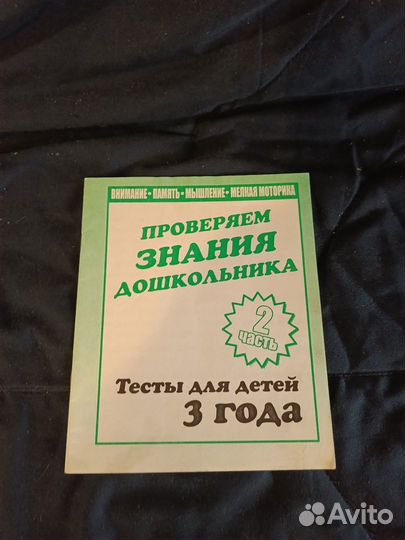 ВНИМАНИЕ • ПАМЯТЬ • МЫШЛЕНИЕ • МЕЛКАЯ МОТОРИКА
ПРОВЕРЯЕМ
ЗНАНИЯ
ДОШКОЛЬНИКА
2
ЧАСТЬ
Тесты для детей
3 года
Avito